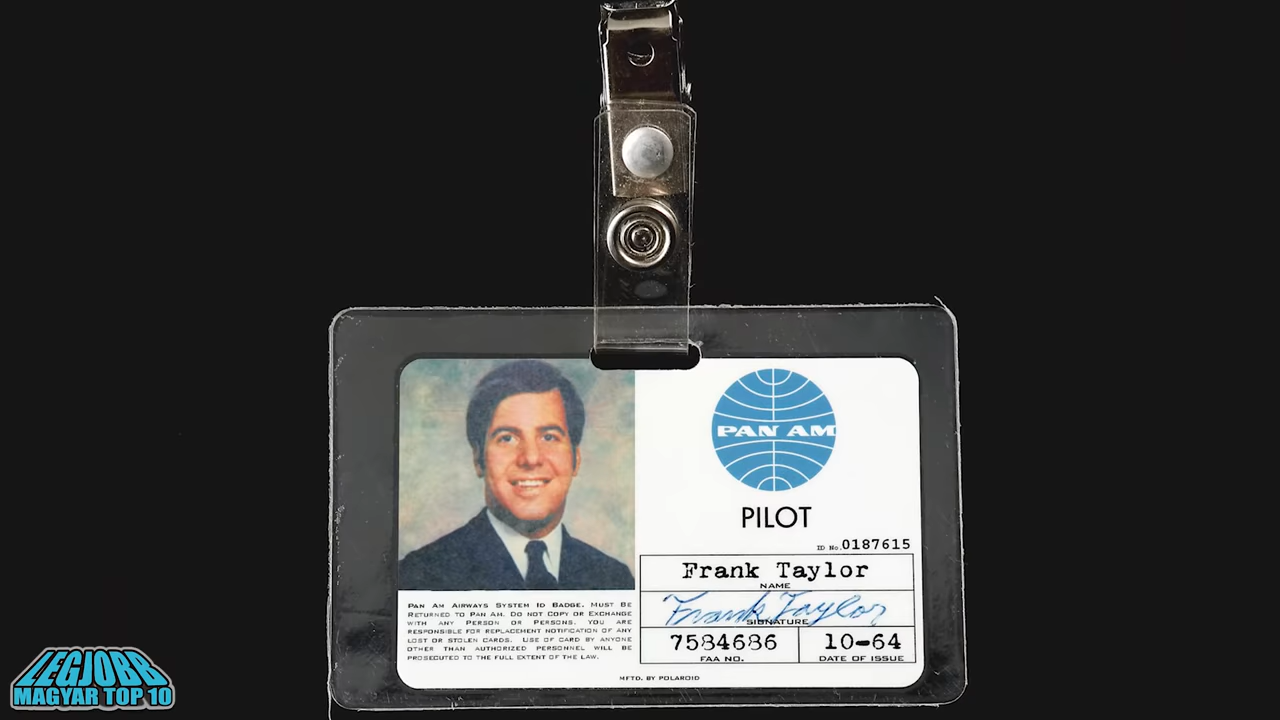 PAN AM
PILOT
ID No. 0187615
Frank Taylor
NAME
Frank Taylor
SIGNATURE
7584686
FAA NO.
10-64
DATE OF ISSUE
PAN AM AIRWAYS SYSTEM ID BADGE. MUST BE
RETURNED TO PAN AM. DO NOT COPY OR EXCHANGE
WITH ANY PERSON OR PERSONS. YOU ARE
RESPONSIBLE FOR REPLACEMENT NOTIFICATION OF ANY
LOST OR STOLEN CARDS. USE OF CARD BY ANYONE
OTHER THAN AUTHORIZED PERSONNEL WILL BE
PROSECUTED TO THE FULL EXTENT OF THE LAW.
MFTD. BY POLAROID
LEGJOBB
MAGYAR TOP 10